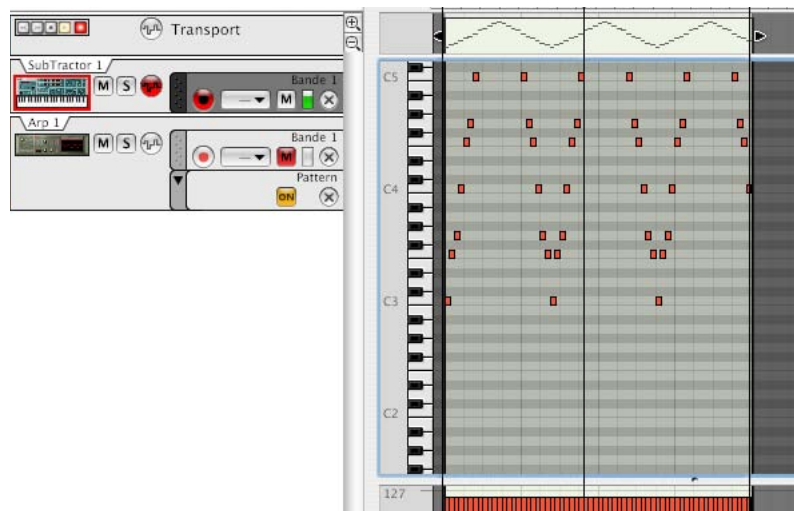 Transport
SubTractor 1
M S
Bande 1
M
Arp 1
M S
Bande 1
M
Pattern
ON
C5
C4
C3
C2
127